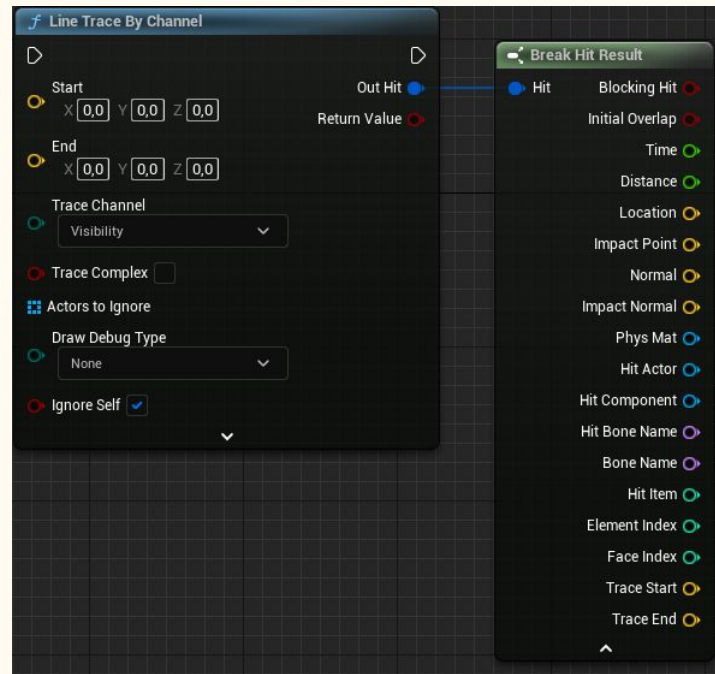 f Line Trace By Channel
Start
X 0,0 Y 0,0 Z 0,0
End
X 0,0 Y 0,0 Z 0,0
Trace Channel
Visibility
Trace Complex
Actors to Ignore
Draw Debug Type
None
Ignore Self
Out Hit
Return Value
Break Hit Result
Hit
Blocking Hit
Initial Overlap
Time
Distance
Location
Impact Point
Normal
Impact Normal
Phys Mat
Hit Actor
Hit Component
Hit Bone Name
Bone Name
Hit Item
Element Index
Face Index
Trace Start
Trace End